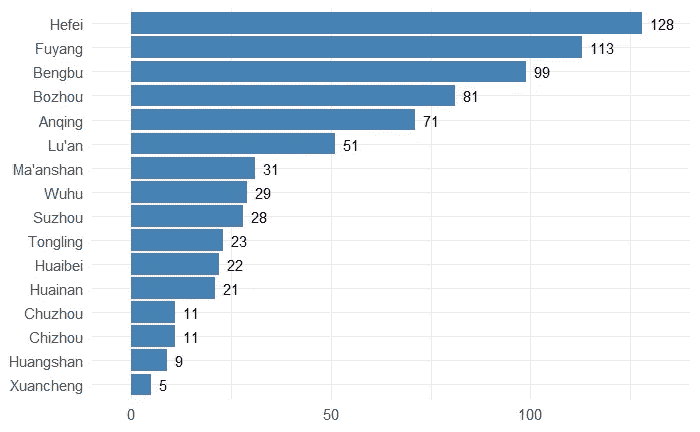 Hefei 128
Fuyang 113
Bengbu 99
Bozhou 81
Anqing 71
Lu'an 51
Ma'anshan 31
Wuhu 29
Suzhou 28
Tongling 23
Huaibei 22
Huainan 21
Chuzhou 11
Chizhou 11
Huangshan 9
Xuancheng 5
0 50 100